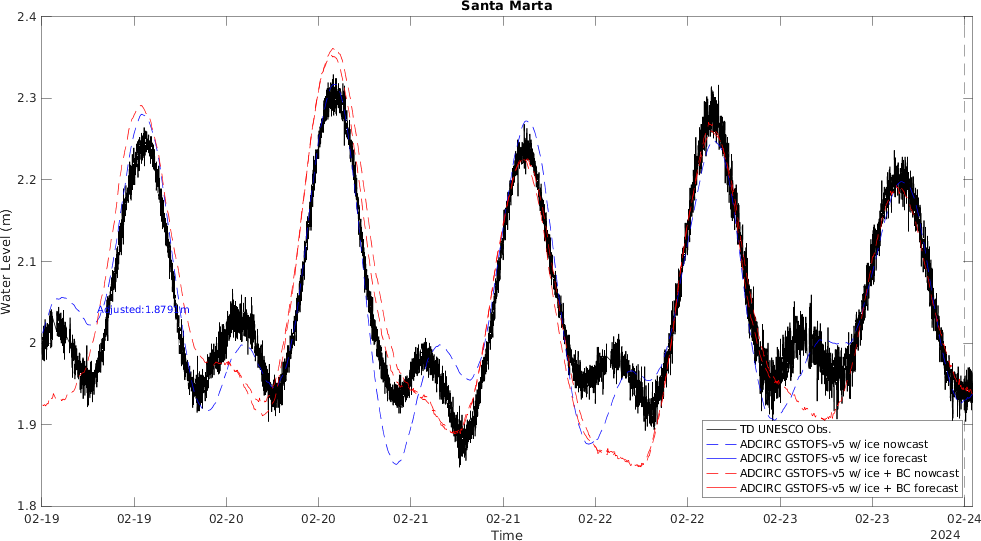 Santa Marta
2.4
2.3
2.2
2.1
2
1.9
1.8
Water Level (m)
Adjusted:1.879 m
TD UNESCO Obs.
ADCIRC GSTOFS-v5 w/ ice nowcast
ADCIRC GSTOFS-v5 w/ ice forecast
ADCIRC GSTOFS-v5 w/ ice + BC nowcast
ADCIRC GSTOFS-v5 w/ ice + BC forecast
02-19 02-19 02-20 02-20 02-21 02-21 02-22 02-22 02-23 02-23 02-24
Time
2024